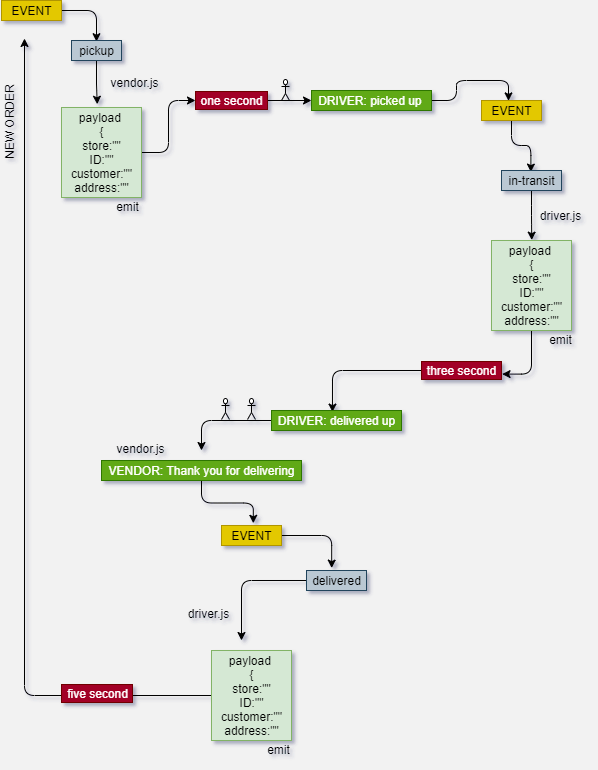 EVENT
pickup
vendor.js
NEW ORDER
payload
{
store:""
ID:""
customer:""
address:""
emit
one second
DRIVER: picked up
EVENT
in-transit
driver.js
payload
{
store:""
ID:""
customer:""
address:""
emit
three second
DRIVER: delivered up
vendor.js
VENDOR: Thank you for delivering
EVENT
delivered
driver.js
payload
{
store:""
ID:""
customer:""
address:""
emit
five second